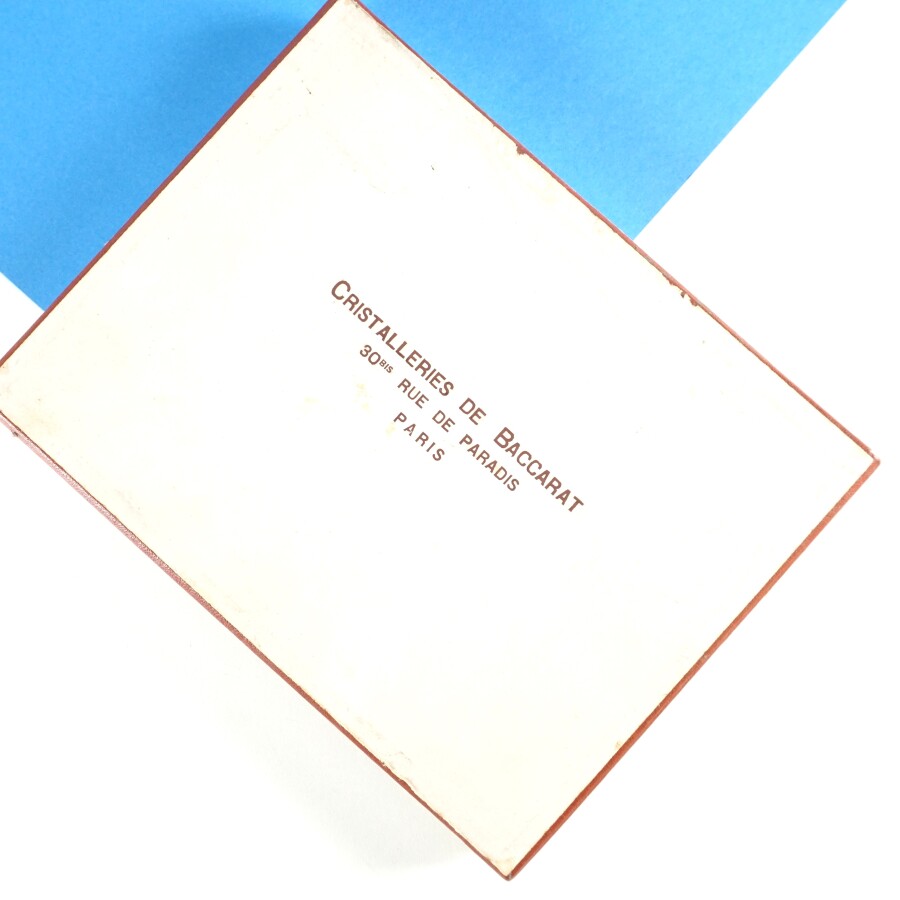 CRISTALLERIES DE BACCARAT
30BIS RUE DE PARADIS
PARIS